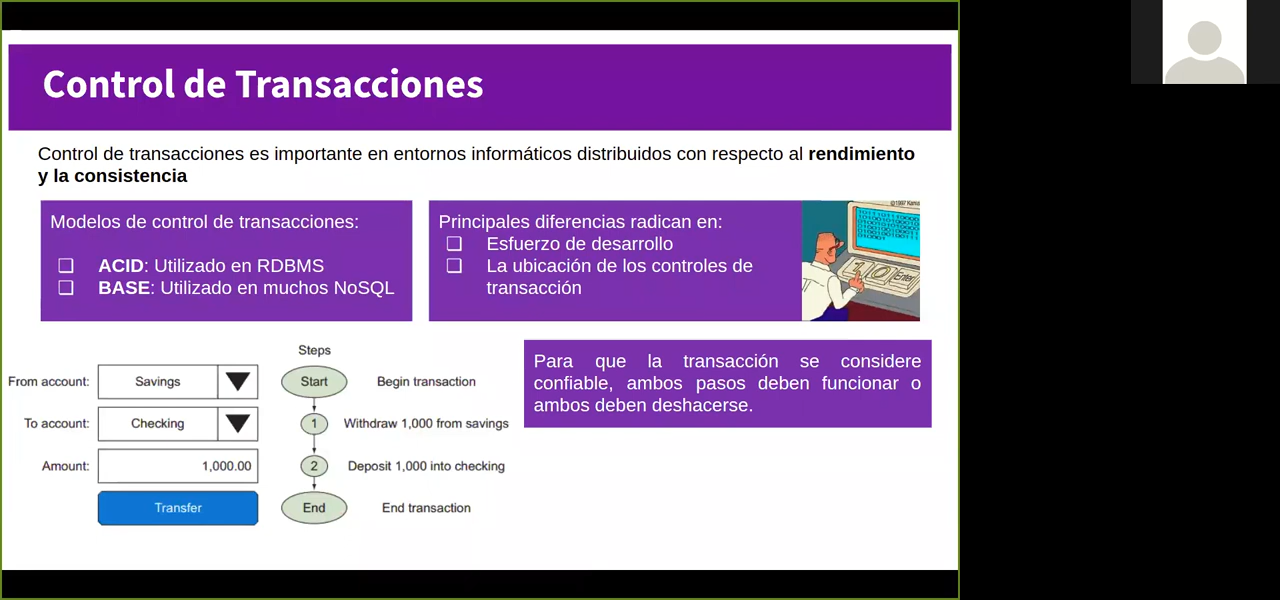 Control de Transacciones
Control de transacciones es importante en entornos informáticos distribuidos con respecto al rendimiento
y la consistencia
Modelos de control de transacciones:
❏ ACID: Utilizado en RDBMS
❏ BASE: Utilizado en muchos NoSQL
Principales diferencias radican en:
❏ Esfuerzo de desarrollo
❏ La ubicación de los controles de
transacción
Enter
Steps
From account: Savings
Start Begin transaction
To account: Checking
1 Withdraw 1,000 from savings
Amount: 1,000.00
2 Deposit 1,000 into checking
Transfer
End End transaction
Para que la transacción se considere
confiable, ambos pasos deben funcionar o
ambos deben deshacerse.